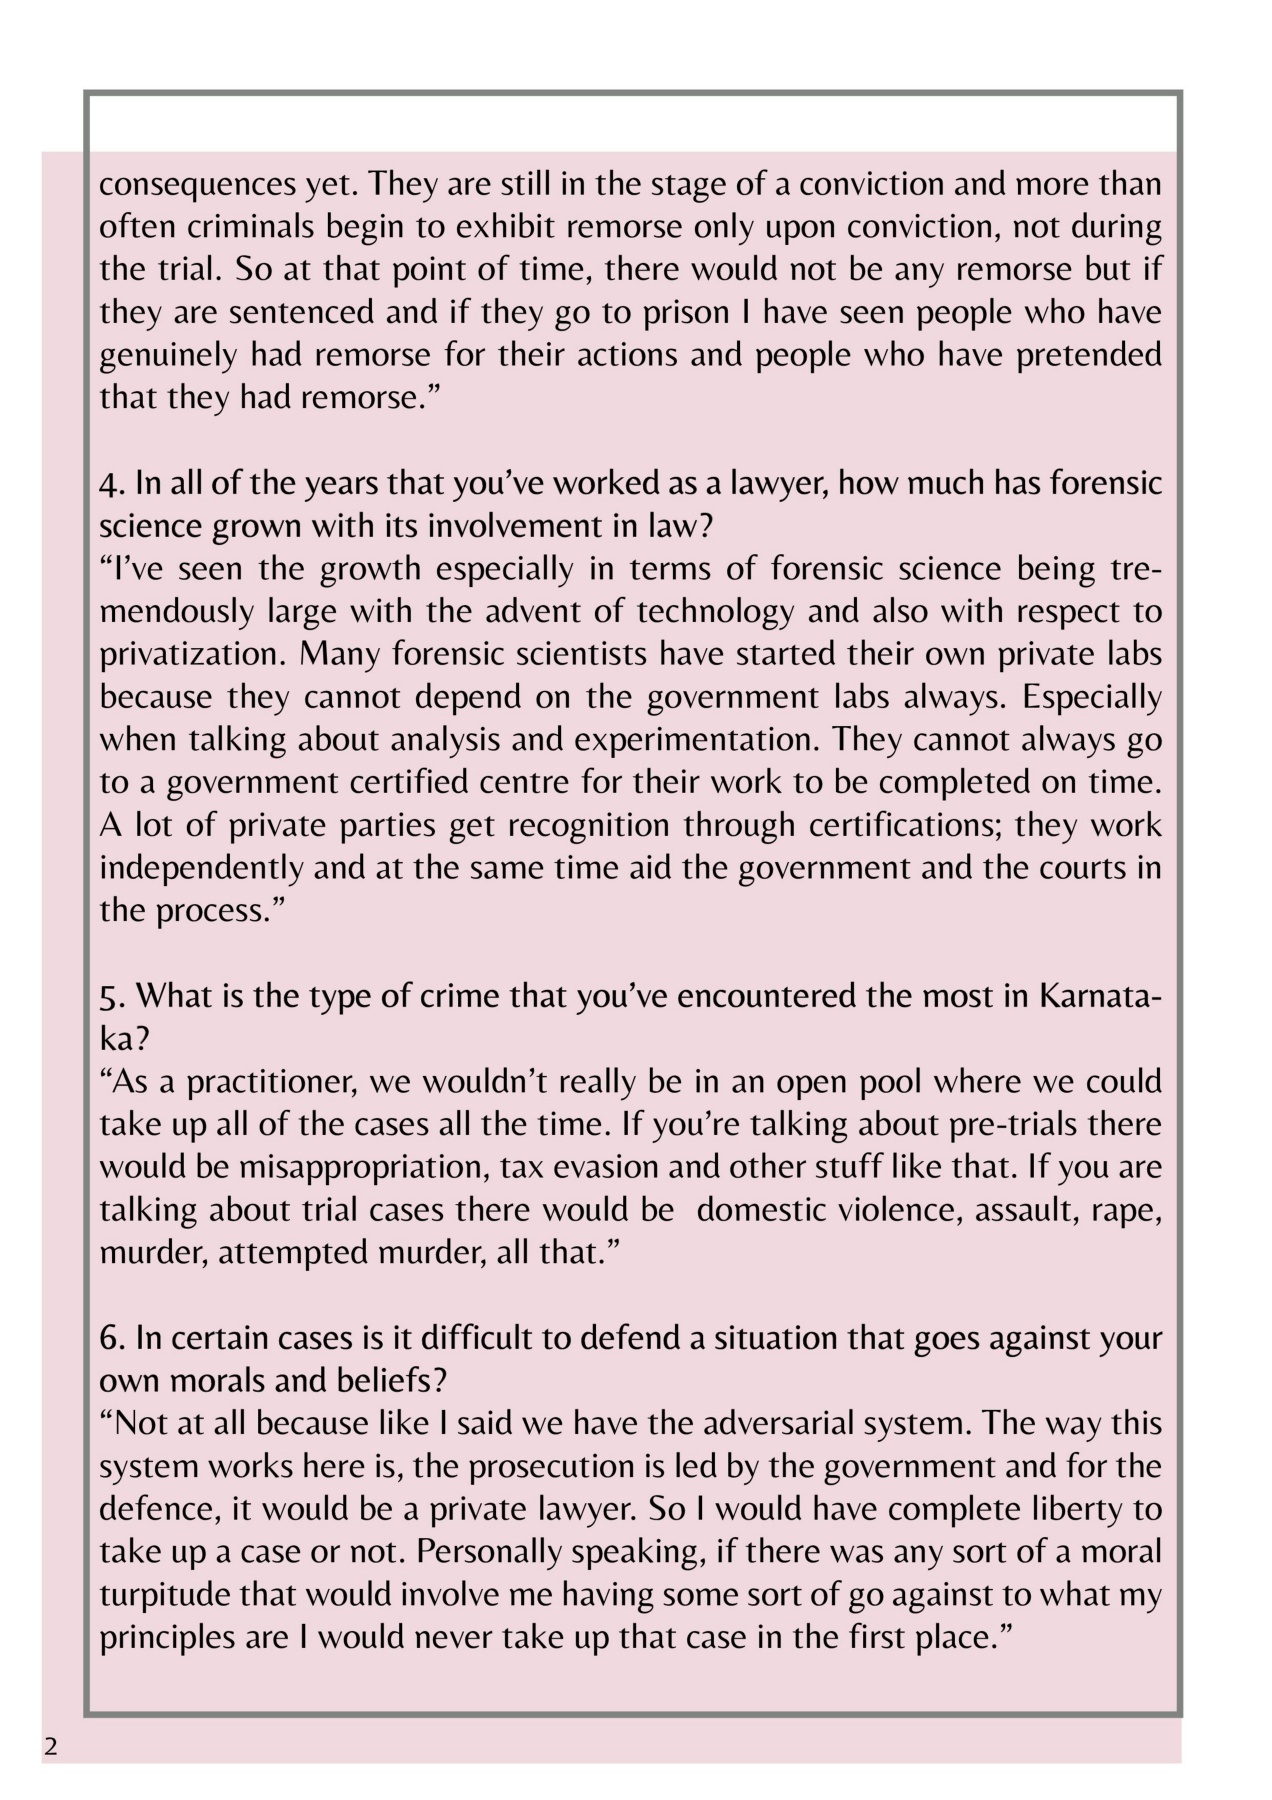 consequences yet. They are still in the stage of a conviction and more than
often criminals begin to exhibit remorse only upon conviction, not during
the trial. So at that point of time, there would not be any remorse but if
they are sentenced and if they go to prison I have seen people who have
genuinely had remorse for their actions and people who have pretended
that they had remorse.”
4. In all of the years that you’ve worked as a lawyer, how much has forensic
science grown with its involvement in law?
“I’ve seen the growth especially in terms of forensic science being tre-
mendously large with the advent of technology and also with respect to
privatization. Many forensic scientists have started their own private labs
because they cannot depend on the government labs always. Especially
when talking about analysis and experimentation. They cannot always go
to a government certified centre for their work to be completed on time.
A lot of private parties get recognition through certifications; they work
independently and at the same time aid the government and the courts in
the process.”
5. What is the type of crime that you’ve encountered the most in Karnata-
ka?
“As a practitioner, we wouldn’t really be in an open pool where we could
take up all of the cases all the time. If you’re talking about pre-trials there
would be misappropriation, tax evasion and other stuff like that. If you are
talking about trial cases there would be  domestic violence, assault, rape,
murder, attempted murder, all that.”
6. In certain cases is it difficult to defend a situation that goes against your
own morals and beliefs?
“Not at all because like I said we have the adversarial system. The way this
system works here is, the prosecution is led by the government and for the
defence, it would be a private lawyer. So I would have complete liberty to
take up a case or not. Personally speaking, if there was any sort of a moral
turpitude that would involve me having some sort of go against to what my
principles are I would never take up that case in the first place.”
2